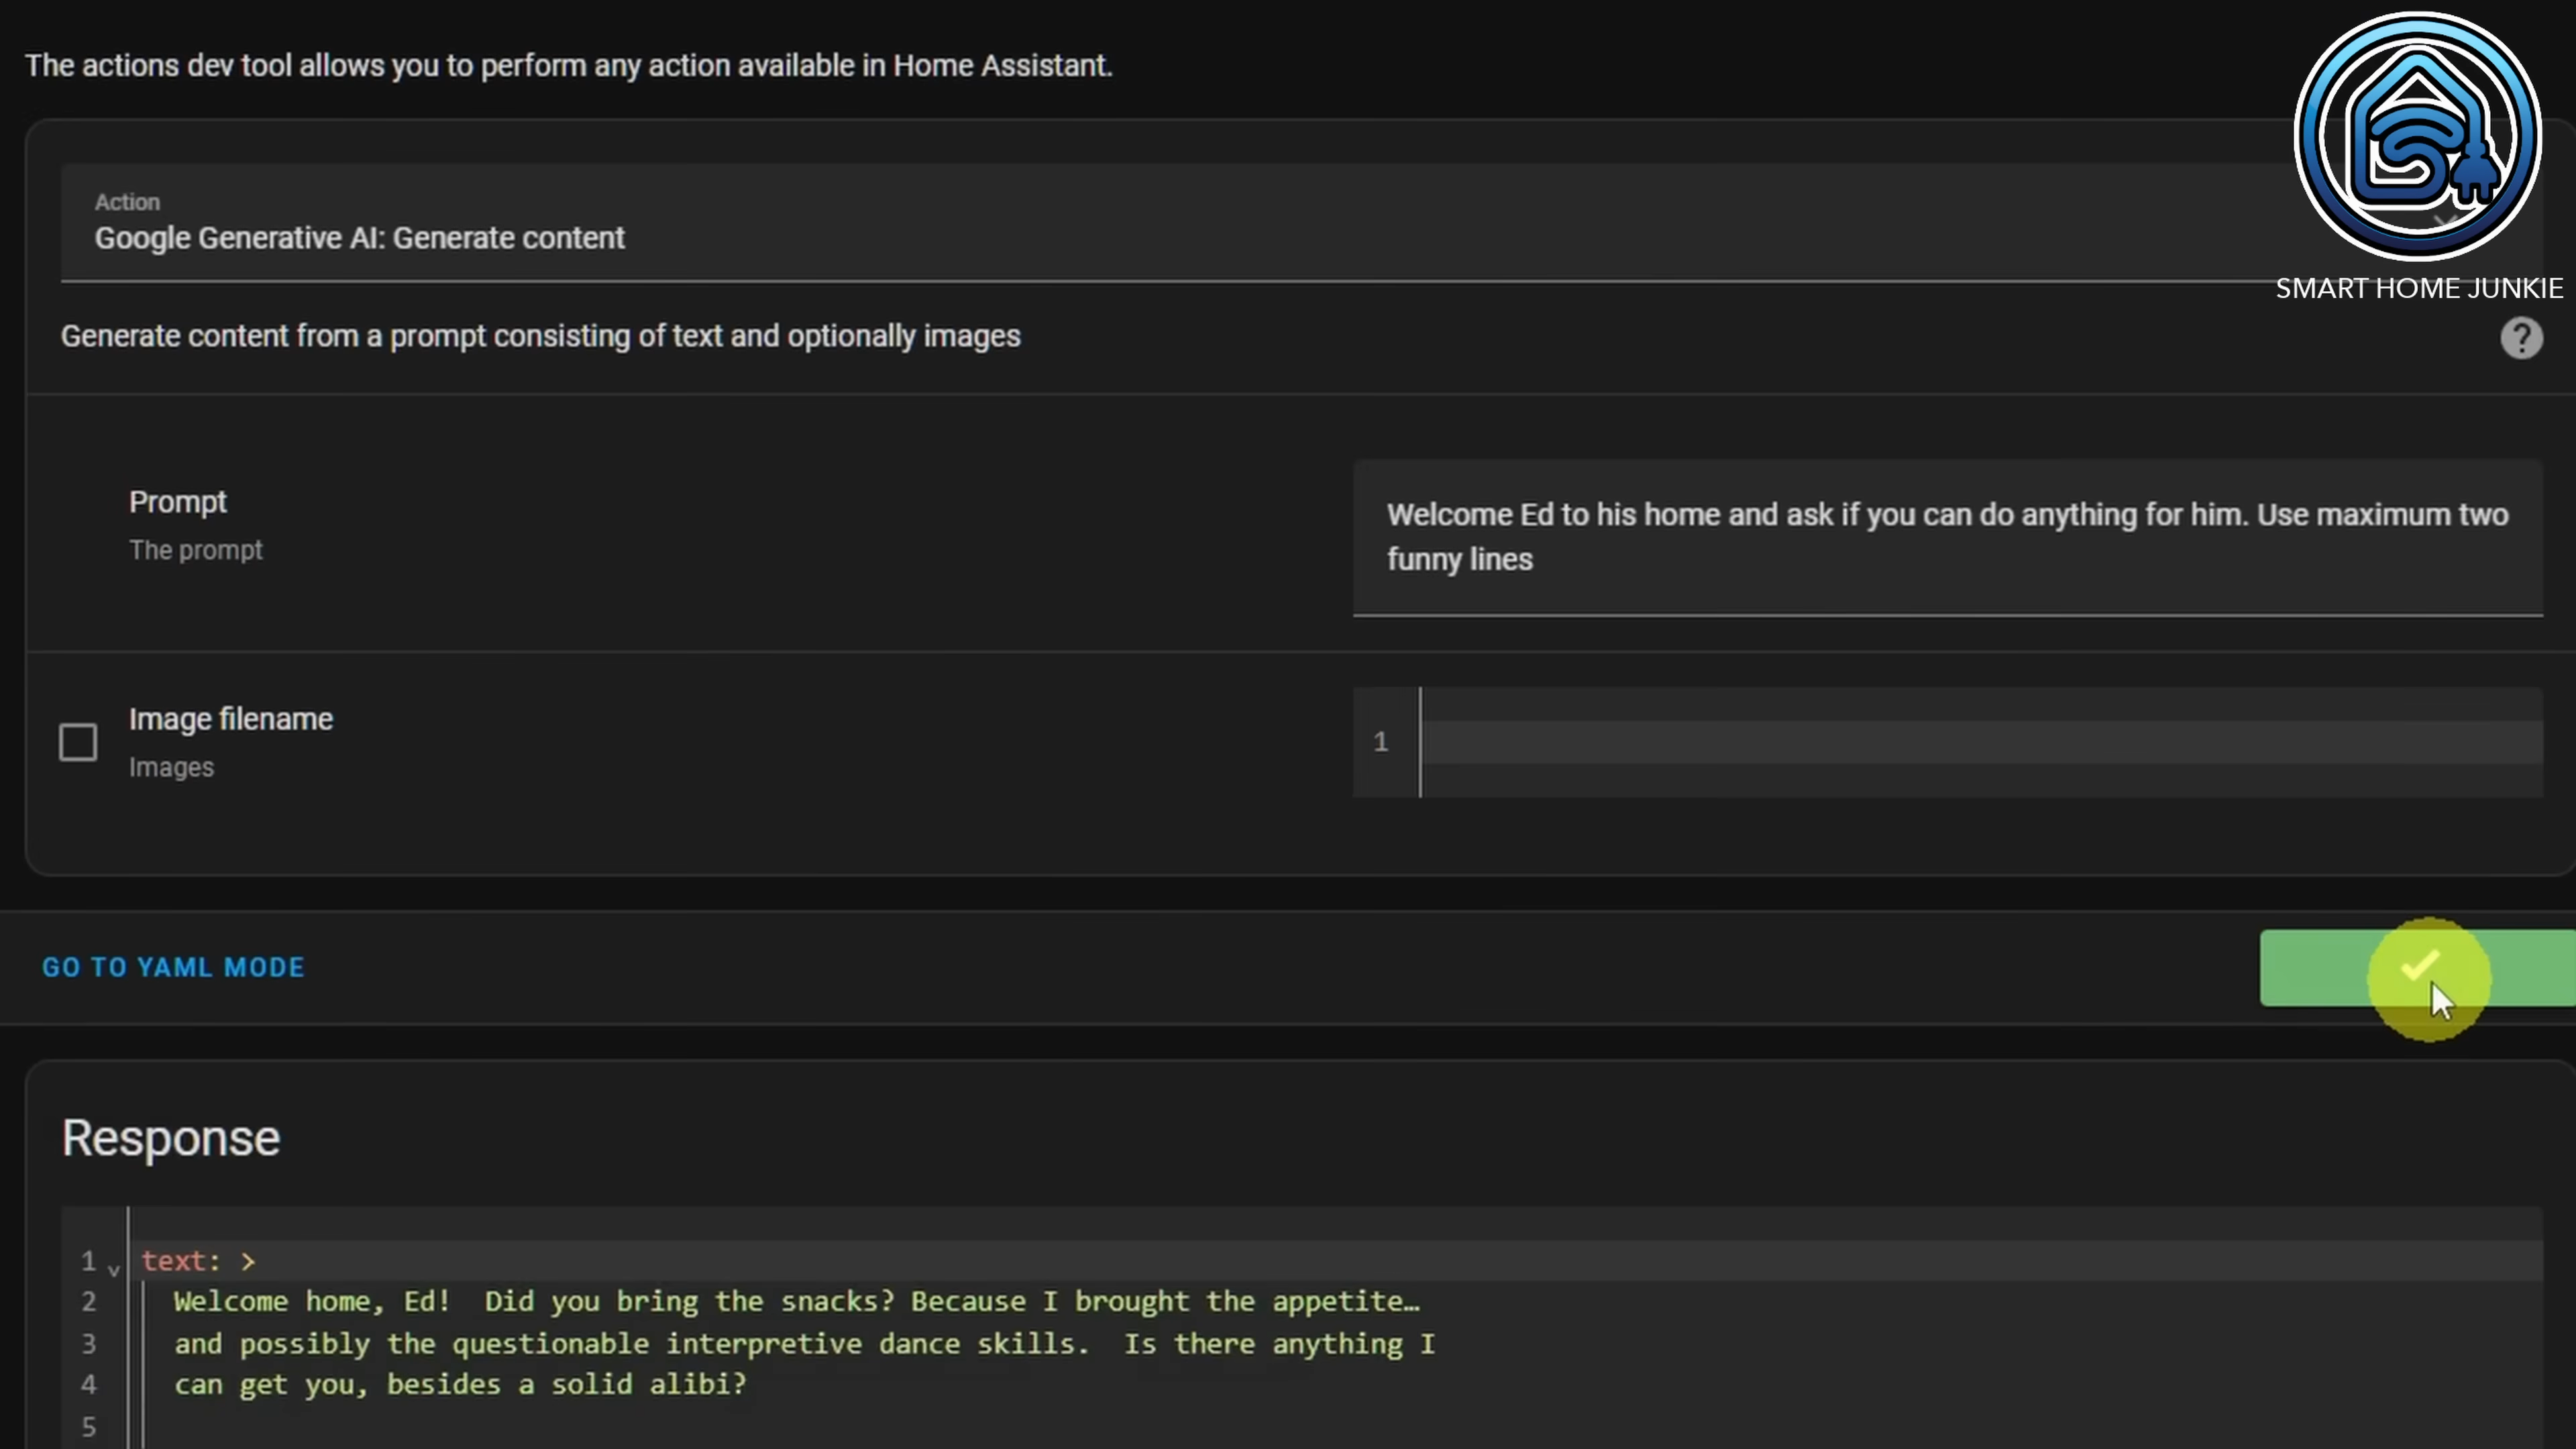 The actions dev tool allows you to perform any action available in Home Assistant.
SMART HOME JUNKIE
Action
Google Generative AI: Generate content
Generate content from a prompt consisting of text and optionally images
?
Prompt
The prompt
Welcome Ed to his home and ask if you can do anything for him. Use maximum two
funny lines
Image filename
Images
1
GO TO YAML MODE
Response
1 text: >
2 Welcome home, Ed!  Did you bring the snacks? Because I brought the appetite…
3 and possibly the questionable interpretive dance skills.  Is there anything I
4 can get you, besides a solid alibi?
5